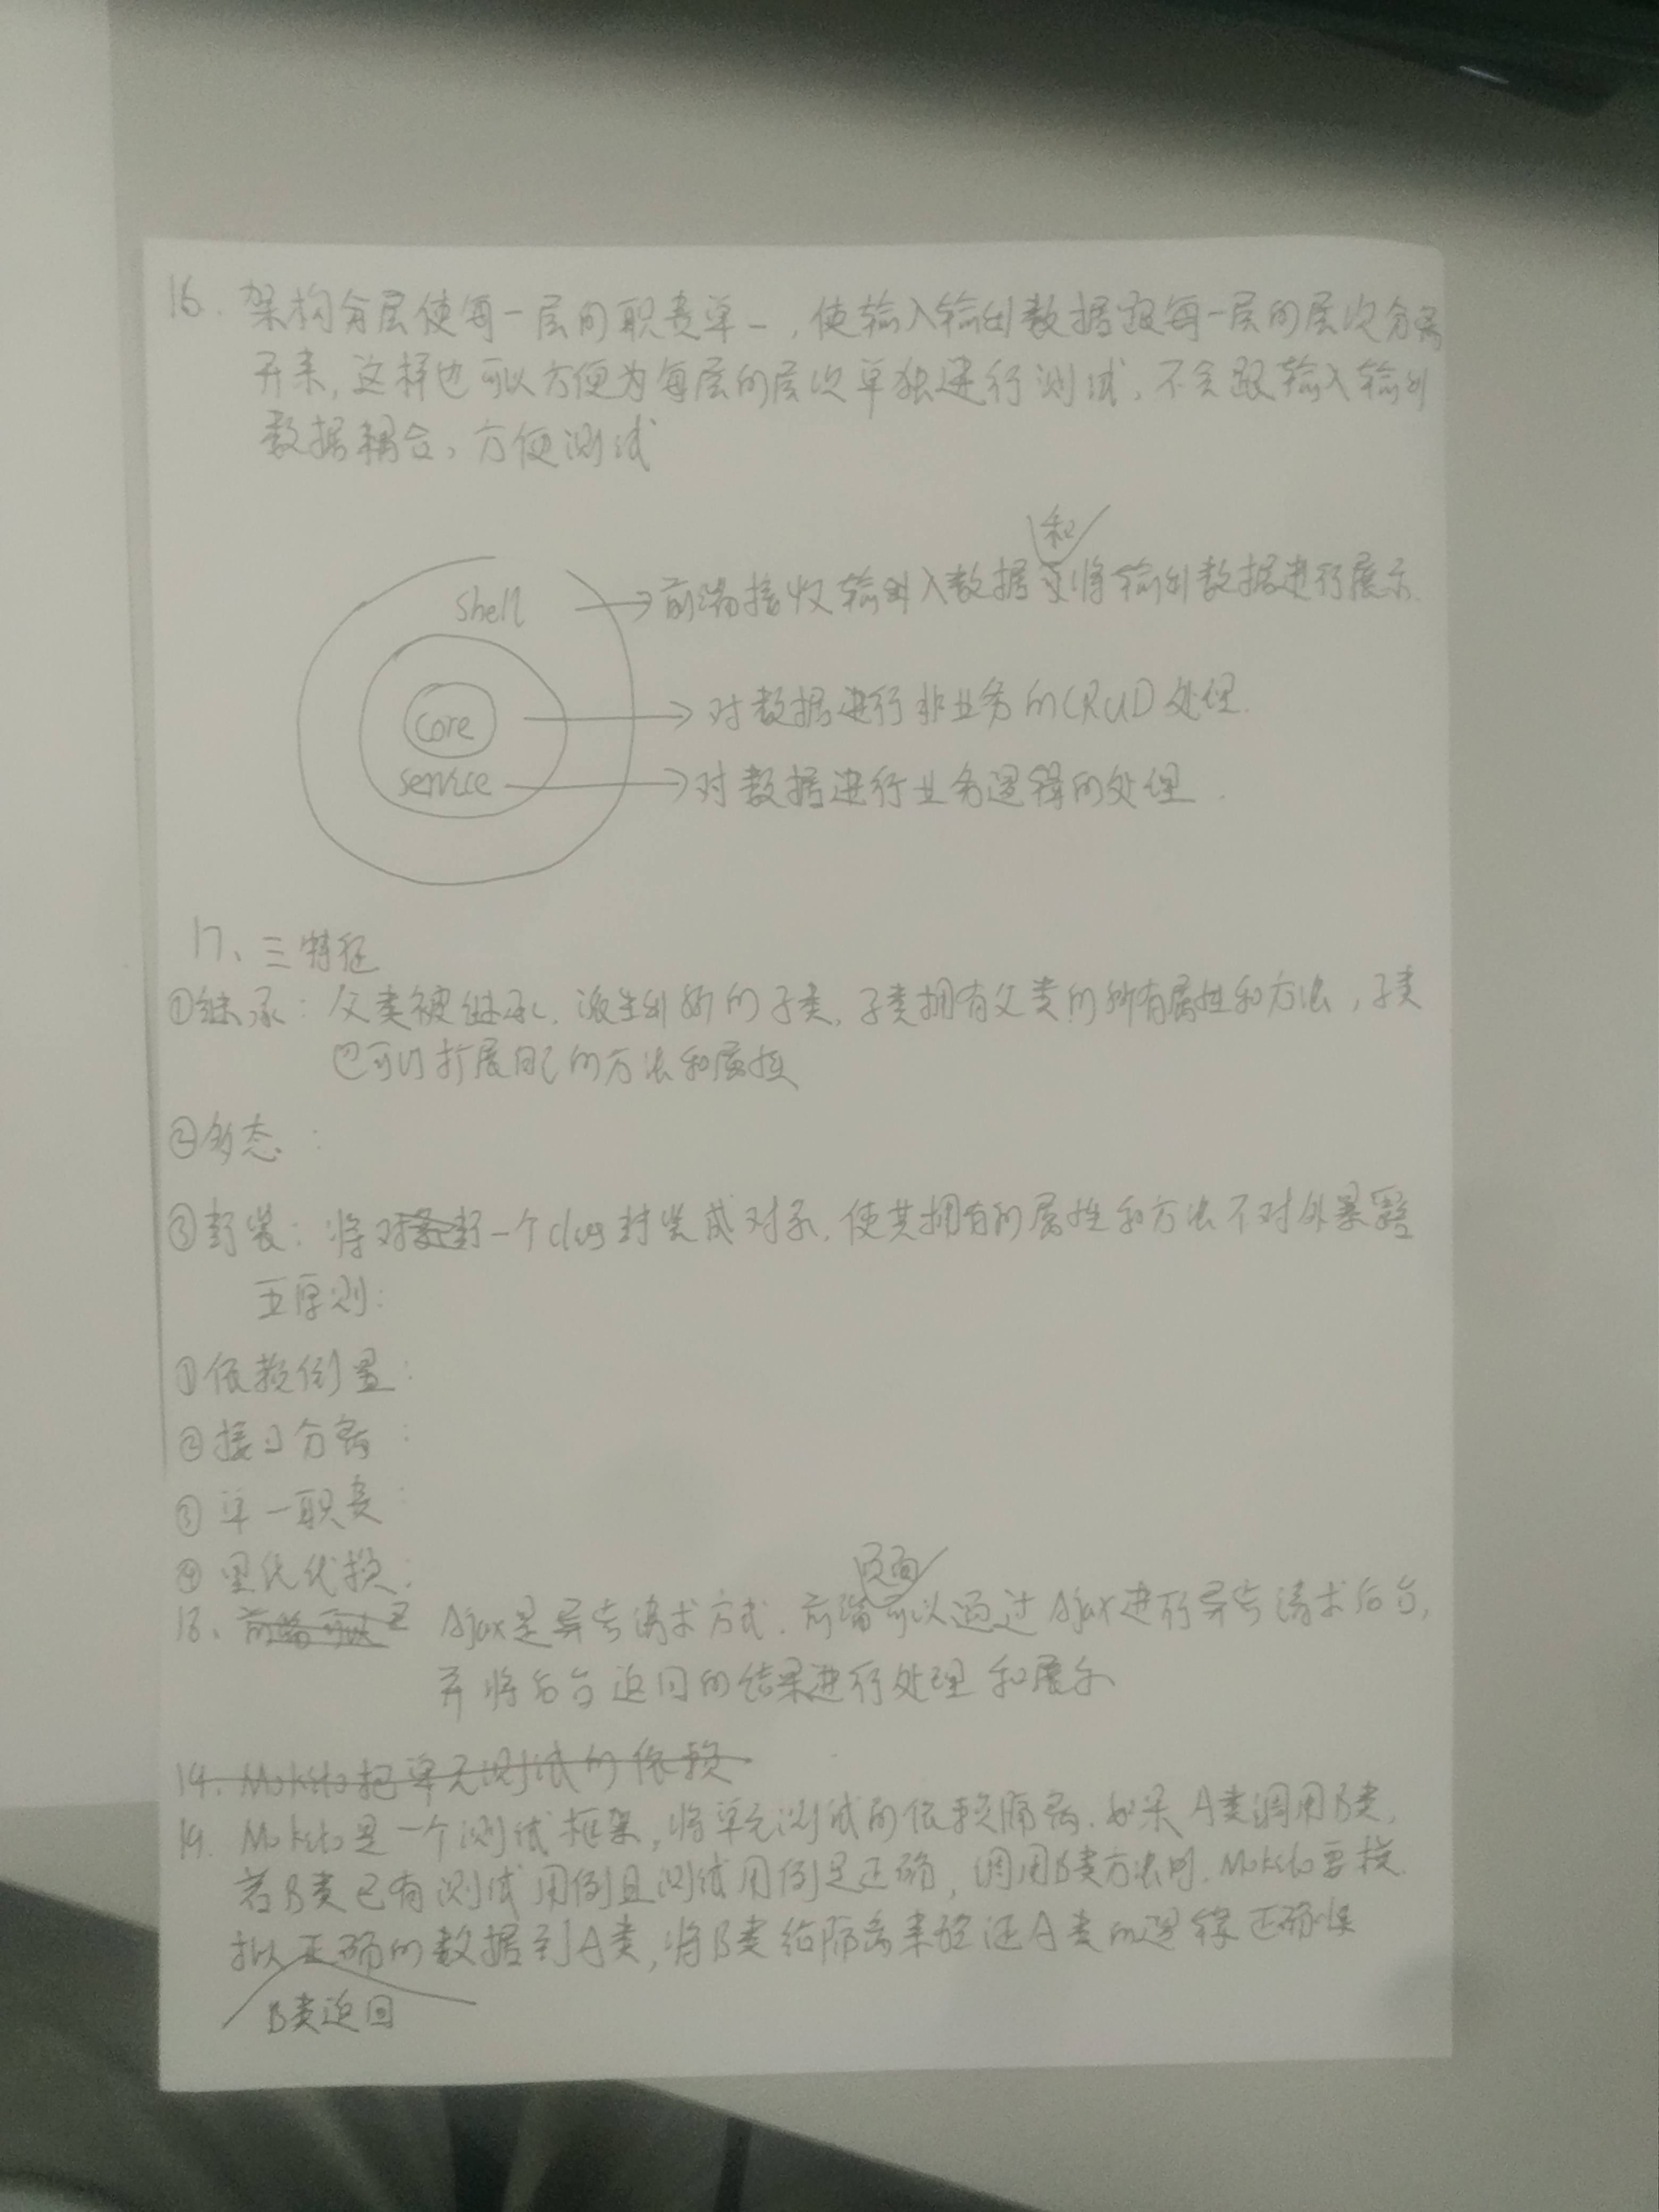 16. 架构分层使每一层的职责单一，使输入输出数据跟每一层的层次分离
开来，这样也可以方便为每层的层次单独进行测试，不会跟输入输出
数据耦合，方便测试
和
shell → 前端接收输入数据将输出数据进行展示.
core → 对数据进行非业务的CRUD处理.
service → 对数据进行业务逻辑的处理.
17、三特征
①继承：父类被继承，派生出新的子类，子类拥有父类的所有属性和方法，子类
也可以扩展自己的方法和属性
②多态：
③封装：将一个class封装成对象，使其拥有的属性和方法不对外暴露
五原则：
①依赖倒置：
②接口分离：
③单一职责：
④里氏代换：
页面
18、Ajax是异步请求方式. 前端可以通过Ajax进行异步请求后台，
并将后台返回的结果进行处理和展示
19. Mokito把单元测试的依赖
19. Mokito是一个测试框架，将单元测试的依赖隔离. 如果A类调用B类，
若B类已有测试用例且测试用例是正确，调用B类方法时，Mokito要模
拟正确的数据到A类，将B类给隔离来验证A类的逻辑正确性
B类返回